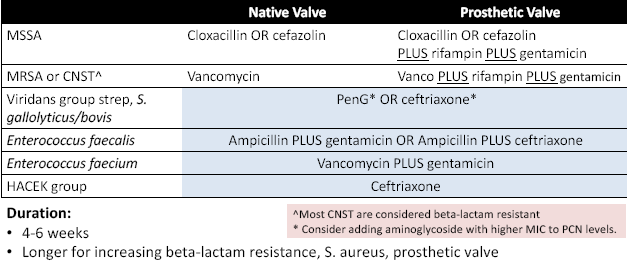 Native Valve Prosthetic Valve
MSSA Cloxacillin OR cefazolin Cloxacillin OR cefazolin
PLUS rifampin PLUS gentamicin
MRSA or CNST^ Vancomycin Vanco PLUS rifampin PLUS gentamicin
Viridans group strep, S. PenG* OR ceftriaxone*
gallolyticus/bovis
Enterococcus faecalis Ampicillin PLUS gentamicin OR Ampicillin PLUS ceftriaxone
Enterococcus faecium Vancomycin PLUS gentamicin
HACEK group Ceftriaxone
Duration:
• 4-6 weeks
• Longer for increasing beta-lactam resistance, S. aureus, prosthetic valve
^Most CNST are considered beta-lactam resistant
* Consider adding aminoglycoside with higher MIC to PCN levels.